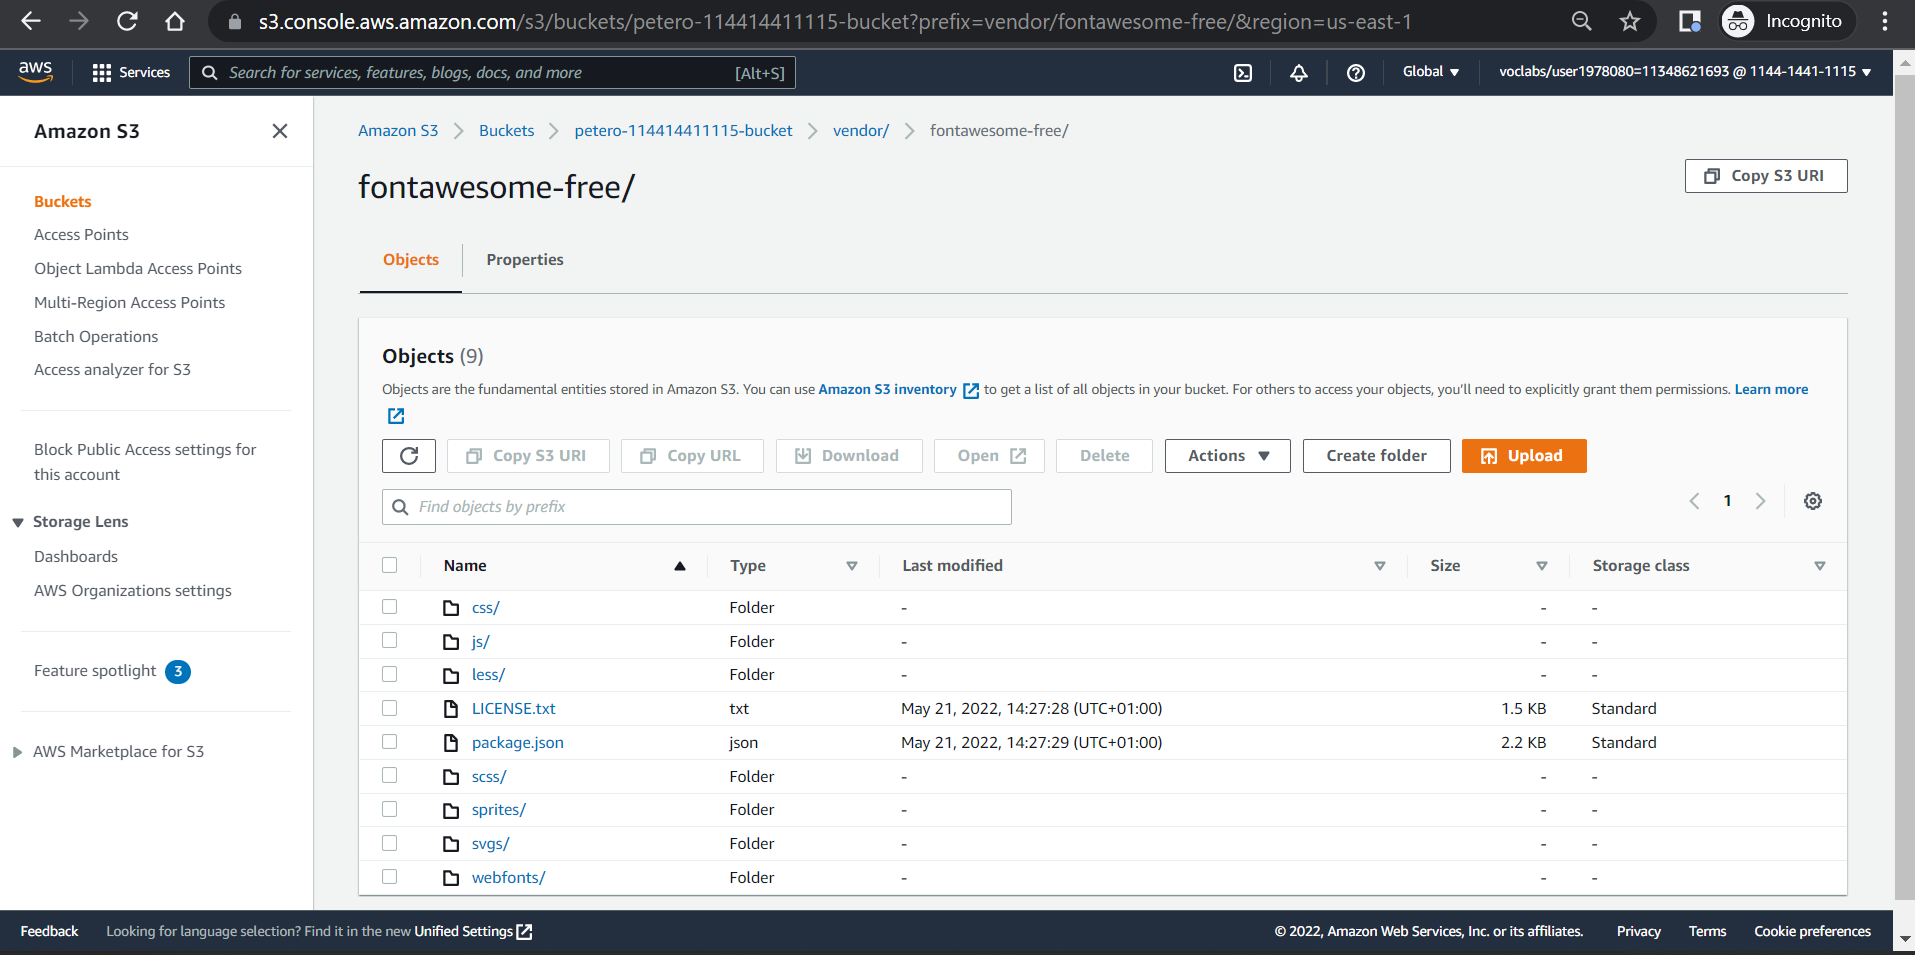 s3.console.aws.amazon.com/s3/buckets/petero-114414411115-bucket?prefix=vendor/fontawesome-free/&region=us-east-1
Incognito
aws
Services
Search for services, features, blogs, docs, and more
[Alt+S]
Global
voclabs/user1978080=11348621693 @ 1144-1441-1115
Amazon S3
Buckets
Access Points
Object Lambda Access Points
Multi-Region Access Points
Batch Operations
Access analyzer for S3
Block Public Access settings for
this account
Storage Lens
Dashboards
AWS Organizations settings
Feature spotlight 3
AWS Marketplace for S3
Amazon S3 > Buckets > petero-114414411115-bucket > vendor/ > fontawesome-free/
fontawesome-free/
Copy S3 URI
Objects
Properties
Objects (9)
Objects are the fundamental entities stored in Amazon S3. You can use Amazon S3 inventory to get a list of all objects in your bucket. For others to access your objects, you'll need to explicitly grant them permissions. Learn more
Copy S3 URI
Copy URL
Download
Open
Delete
Actions
Create folder
Upload
Find objects by prefix
1
Name Type Last modified Size Storage class
css/ Folder - - -
js/ Folder - - -
less/ Folder - - -
LICENSE.txt txt May 21, 2022, 14:27:28 (UTC+01:00) 1.5 KB Standard
package.json json May 21, 2022, 14:27:29 (UTC+01:00) 2.2 KB Standard
scss/ Folder - - -
sprites/ Folder - - -
svgs/ Folder - - -
webfonts/ Folder - - -
Feedback
Looking for language selection? Find it in the new Unified Settings
© 2022, Amazon Web Services, Inc. or its affiliates.
Privacy
Terms
Cookie preferences